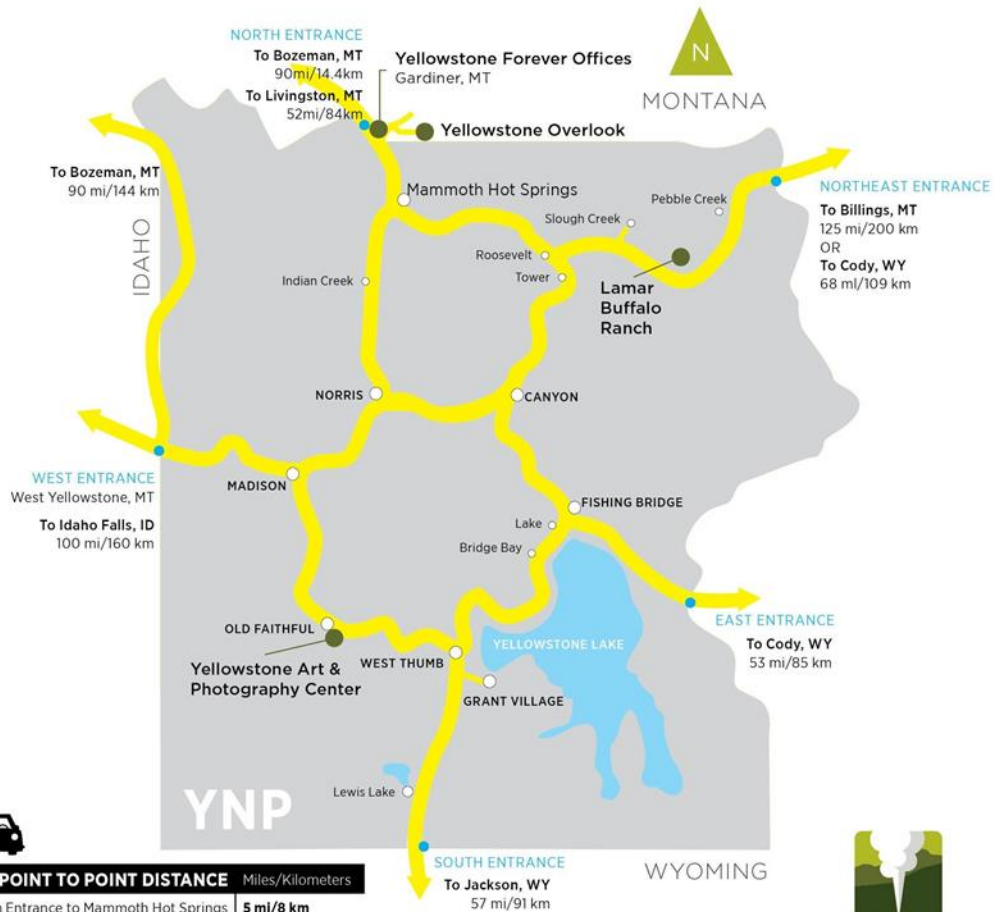 NORTH ENTRANCE
To Bozeman, MT
90mi/14.4km
To Livingston, MT
52mi/84km
Yellowstone Forever Offices
Gardiner, MT
N
MONTANA
Yellowstone Overlook
To Bozeman, MT
90 mi/144 km
IDAHO
Mammoth Hot Springs
Pebble Creek
Slough Creek
NORTHEAST ENTRANCE
To Billings, MT
125 mi/200 km
OR
To Cody, WY
68 ml/109 km
Roosevelt
Tower
Indian Creek
Lamar
Buffalo
Ranch
NORRIS
CANYON
WEST ENTRANCE
West Yellowstone, MT
To Idaho Falls, ID
100 mi/160 km
MADISON
FISHING BRIDGE
Lake
Bridge Bay
EAST ENTRANCE
To Cody, WY
53 mi/85 km
OLD FAITHFUL
YELLOWSTONE LAKE
WEST THUMB
Yellowstone Art &
Photography Center
GRANT VILLAGE
Lewis Lake
YNP
SOUTH ENTRANCE
To Jackson, WY
57 mi/91 km
WYOMING
POINT TO POINT DISTANCE Miles/Kilometers
Entrance to Mammoth Hot Springs 5 mi/8 km